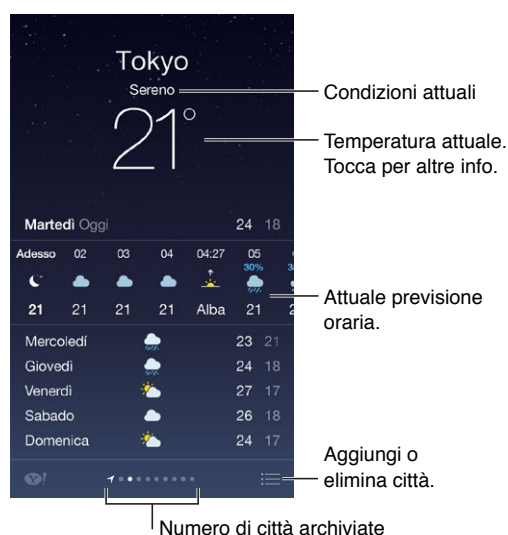 Tokyo
Sereno
21°
Condizioni attuali
Temperatura attuale.
Tocca per altre info.
Martedì Oggi 24 18
Adesso 02 03 04 04:27 05
30%
21 21 21 21 Alba 21
Attuale previsione
oraria.
Mercoledí 23 21
Giovedì 24 18
Venerdì 27 17
Sabado 26 18
Domenica 24 17
Aggiungi o
elimina città.
Y!
Numero di città archiviate